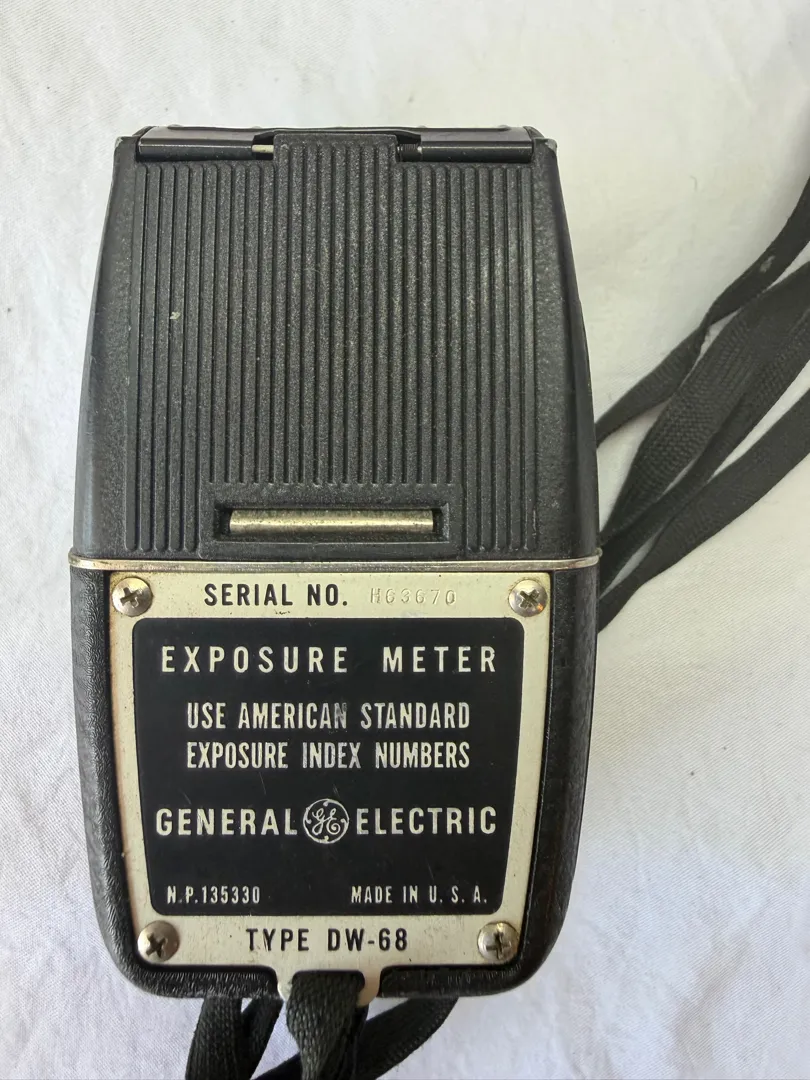 SERIAL NO. H63670
EXPOSURE METER
USE AMERICAN STANDARD
EXPOSURE INDEX NUMBERS
GENERAL GE ELECTRIC
N.P.135330 MADE IN U. S. A.
TYPE DW-68